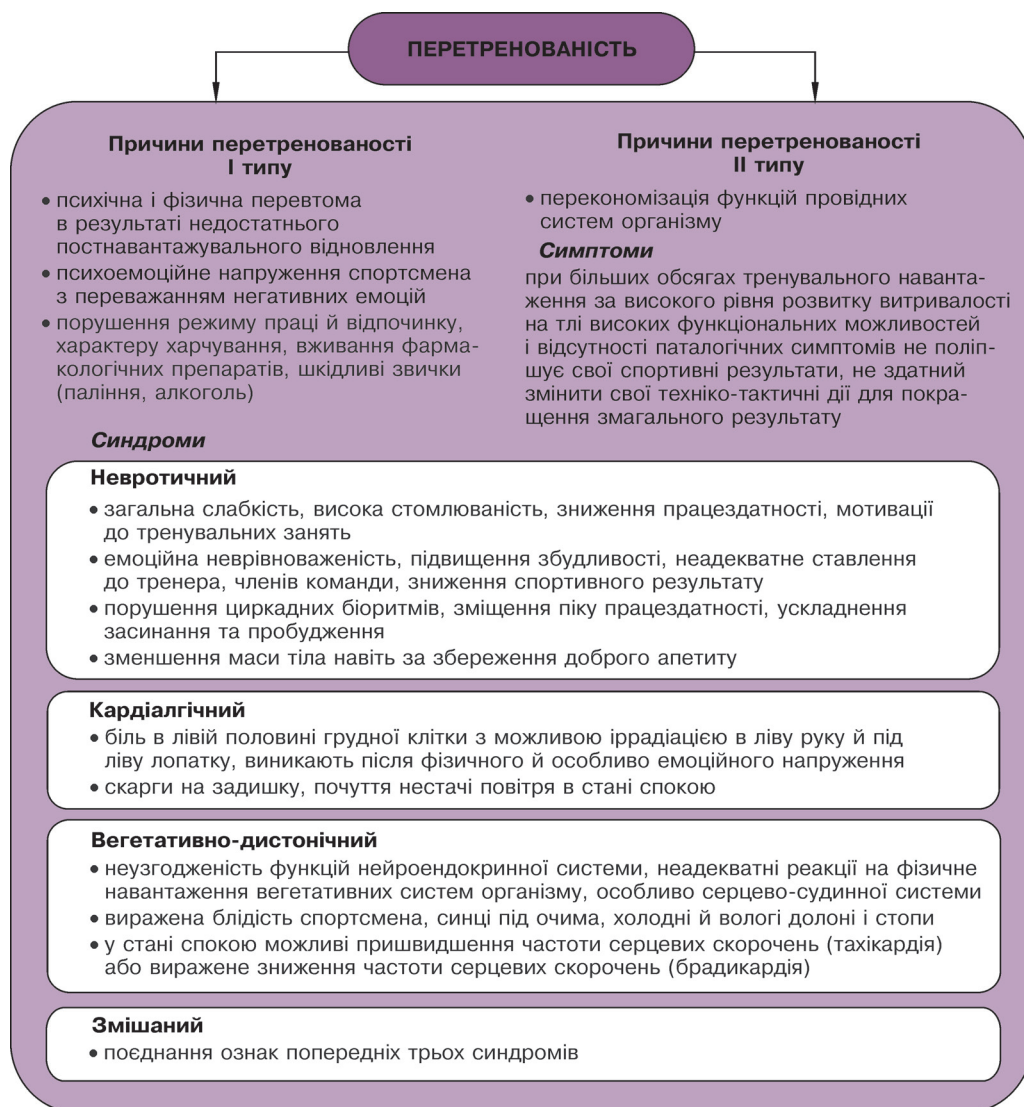 ПЕРЕТРЕНОВАНІСТЬ
Причини перетренованості
І типу
• психічна і фізична перевтома
в результаті недостатнього
постнавантажувального відновлення
• психоемоційне напруження спортсмена
з переважанням негативних емоцій
• порушення режиму праці й відпочинку,
характеру харчування, вживання фарма-
кологічних препаратів, шкідливі звички
(паління, алкоголь)
Причини перетренованості
ІІ типу
• перекономізація функцій провідних
систем організму
Симптоми
при більших обсягах тренувального наванта-
ження за високого рівня розвитку витривалості
на тлі високих функціональних можливостей
і відсутності паталогічних симптомів не поліп-
шує свої спортивні результати, не здатний
змінити свої техніко-тактичні дії для покра-
щення змагального результату
Синдроми
Невротичний
• загальна слабкість, висока стомлюваність, зниження працездатності, мотивації
до тренувальних занять
• емоційна неврівноваженість, підвищення збудливості, неадекватне ставлення
до тренера, членів команди, зниження спортивного результату
• порушення циркадних біоритмів, зміщення піку працездатності, ускладнення
засинання та пробудження
• зменшення маси тіла навіть за збереження доброго апетиту
Кардіалгічний
• біль в лівій половині грудної клітки з можливою іррадіацією в ліву руку й під
ліву лопатку, виникають після фізичного й особливо емоційного напруження
• скарги на задишку, почуття нестачі повітря в стані спокою
Вегетативно-дистонічний
• неузгодженість функцій нейроендокринної системи, неадекватні реакції на фізичне
навантаження вегетативних систем організму, особливо серцево-судинної системи
• виражена блідість спортсмена, синці під очима, холодні й вологі долоні і стопи
• у стані спокою можливі пришвидшення частоти серцевих скорочень (тахікардія)
або виражене зниження частоти серцевих скорочень (брадикардія)
Змішаний
• поєднання ознак попередніх трьох синдромів